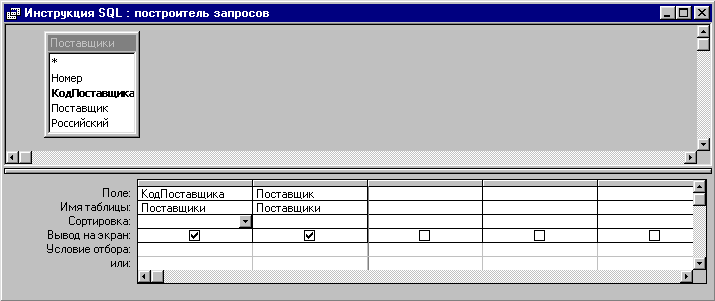 Инструкция SQL : построитель запросов
Поставщики
*
Номер
КодПоставщика
Поставщик
Российский
Поле: КодПоставщика Поставщик
Имя таблицы: Поставщики Поставщики
Сортировка:
Вывод на экран:
Условие отбора:
или: